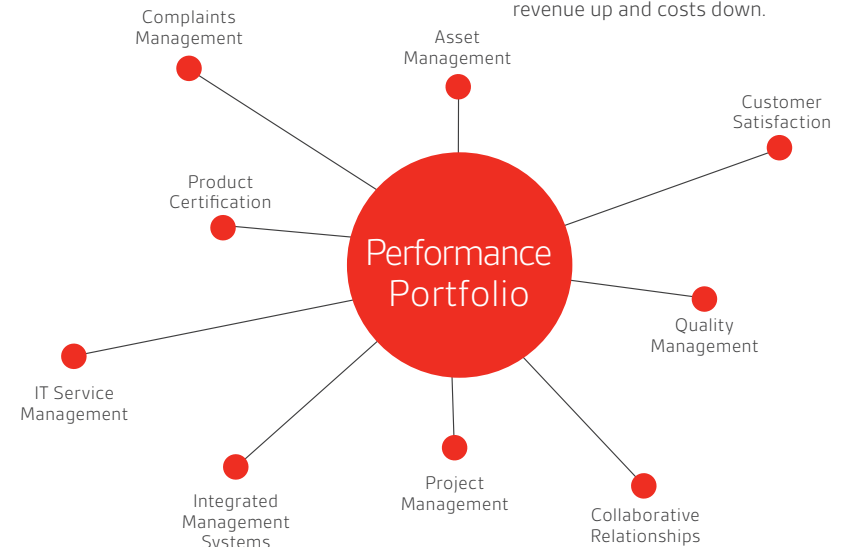 revenue up and costs down.
Complaints
Management
Asset
Management
Customer
Satisfaction
Product
Certification
Performance
Portfolio
Quality
Management
IT Service
Management
Project
Management
Integrated
Management
Systems
Collaborative
Relationships